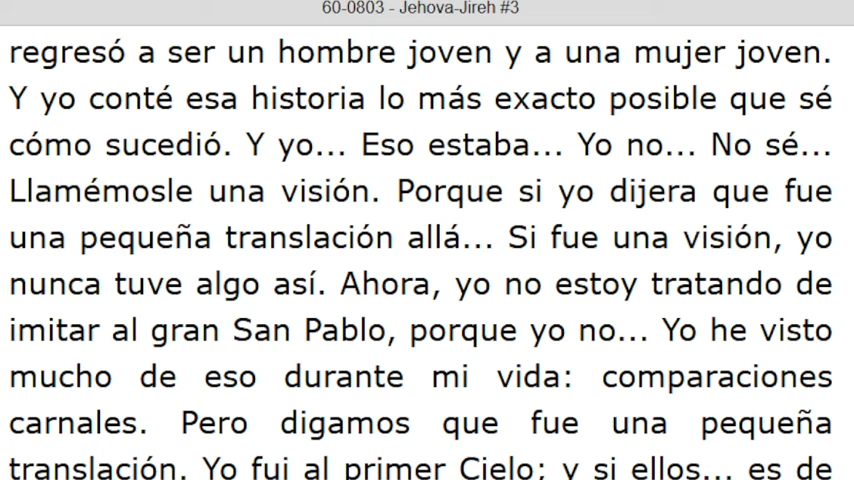 60-0803 - Jehova-Jireh #3
regresó a ser un hombre joven y a una mujer joven.
Y yo conté esa historia lo más exacto posible que sé
cómo sucedió. Y yo... Eso estaba... Yo no... No sé...
Llamémosle una visión. Porque si yo dijera que fue
una pequeña translación allá... Si fue una visión, yo
nunca tuve algo así. Ahora, yo no estoy tratando de
imitar al gran San Pablo, porque yo no... Yo he visto
mucho de eso durante mi vida: comparaciones
carnales. Pero digamos que fue una pequeña
translación. Yo fui al primer Cielo; y si ellos... es de